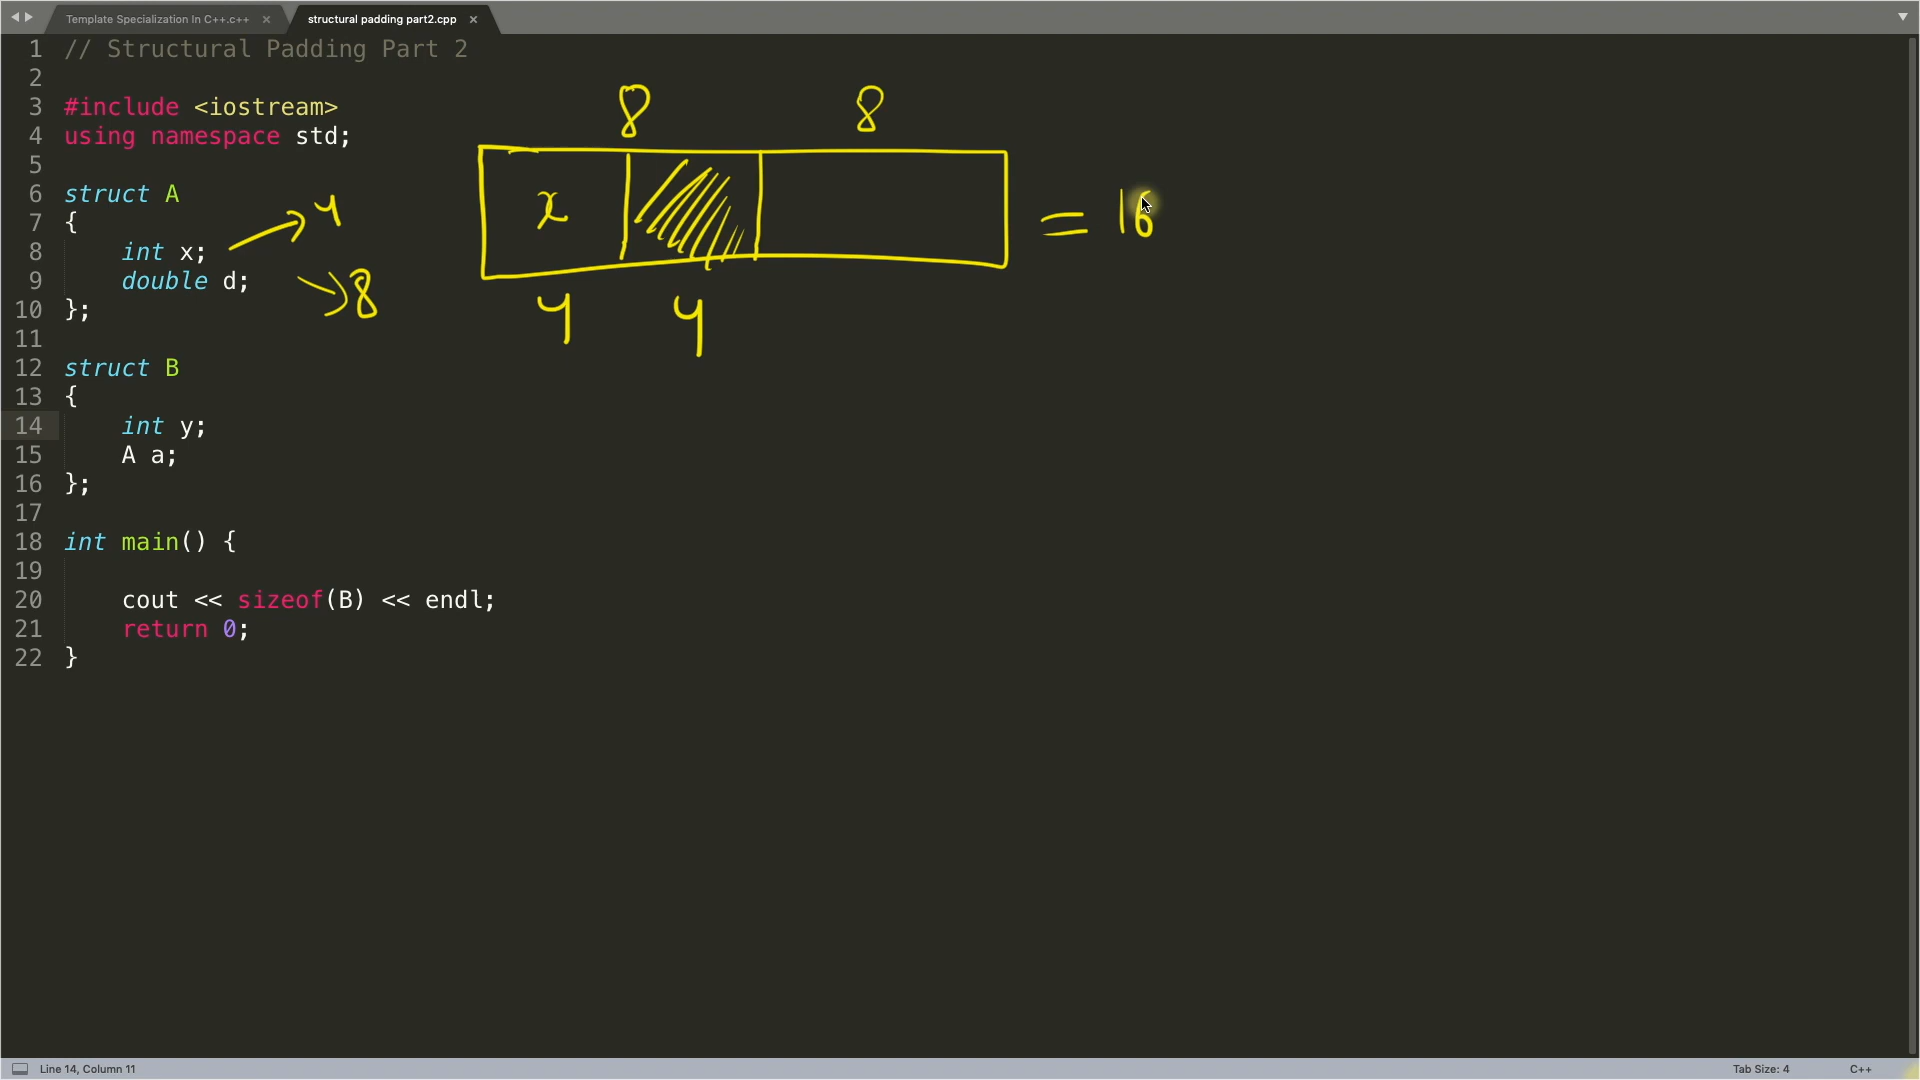 Template Specialization In C++.c++ ×
structural padding part2.cpp ×
1 // Structural Padding Part 2
2
3 #include <iostream>
4 using namespace std;
5
6 struct A
7 {
8     int x;
9     double d;
10 };
11
12 struct B
13 {
14     int y;
15     A a;
16 };
17
18 int main() {
19
20     cout << sizeof(B) << endl;
21     return 0;
22 }
4
8
8 8
x = 16
4 4
Line 14, Column 11
Tab Size: 4
C++